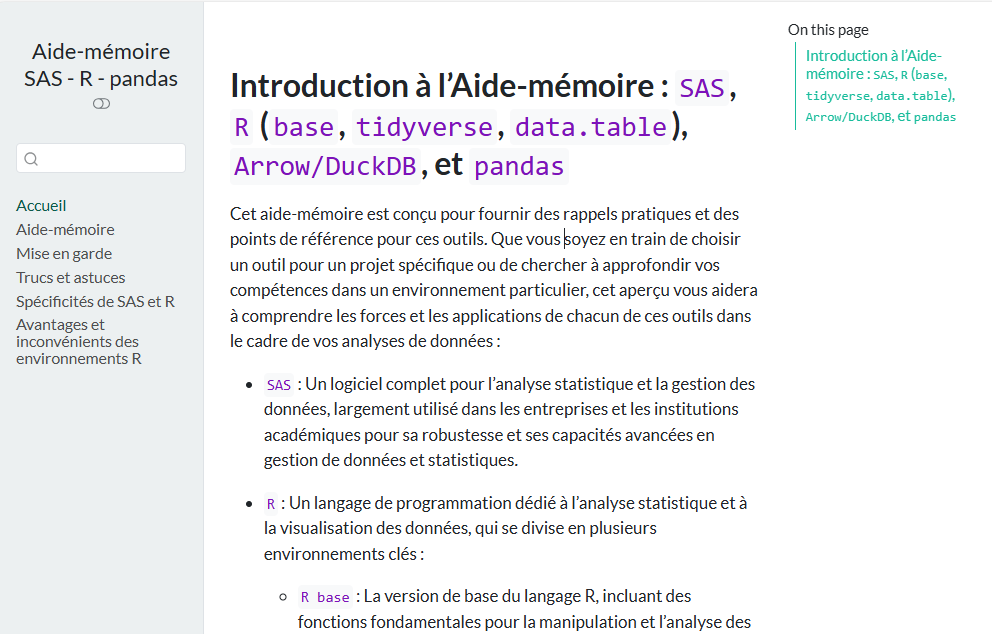 Aide-mémoire
SAS - R - pandas
Accueil
Aide-mémoire
Mise en garde
Trucs et astuces
Spécificités de SAS et R
Avantages et
inconvénients des
environnements R
Introduction à l’Aide-mémoire : SAS,
R (base, tidyverse, data.table),
Arrow/DuckDB, et pandas
Cet aide-mémoire est conçu pour fournir des rappels pratiques et des
points de référence pour ces outils. Que vous soyez en train de choisir
un outil pour un projet spécifique ou de chercher à approfondir vos
compétences dans un environnement particulier, cet aperçu vous aidera
à comprendre les forces et les applications de chacun de ces outils dans
le cadre de vos analyses de données :
• SAS : Un logiciel complet pour l’analyse statistique et la gestion des
données, largement utilisé dans les entreprises et les institutions
académiques pour sa robustesse et ses capacités avancées en
gestion de données et statistiques.
• R : Un langage de programmation dédié à l’analyse statistique et à
la visualisation des données, qui se divise en plusieurs
environnements clés :
◦ R base : La version de base du langage R, incluant des
fonctions fondamentales pour la manipulation et l’analyse des
On this page
Introduction à l’Aide-
mémoire : SAS, R (base,
tidyverse, data.table),
Arrow/DuckDB, et pandas